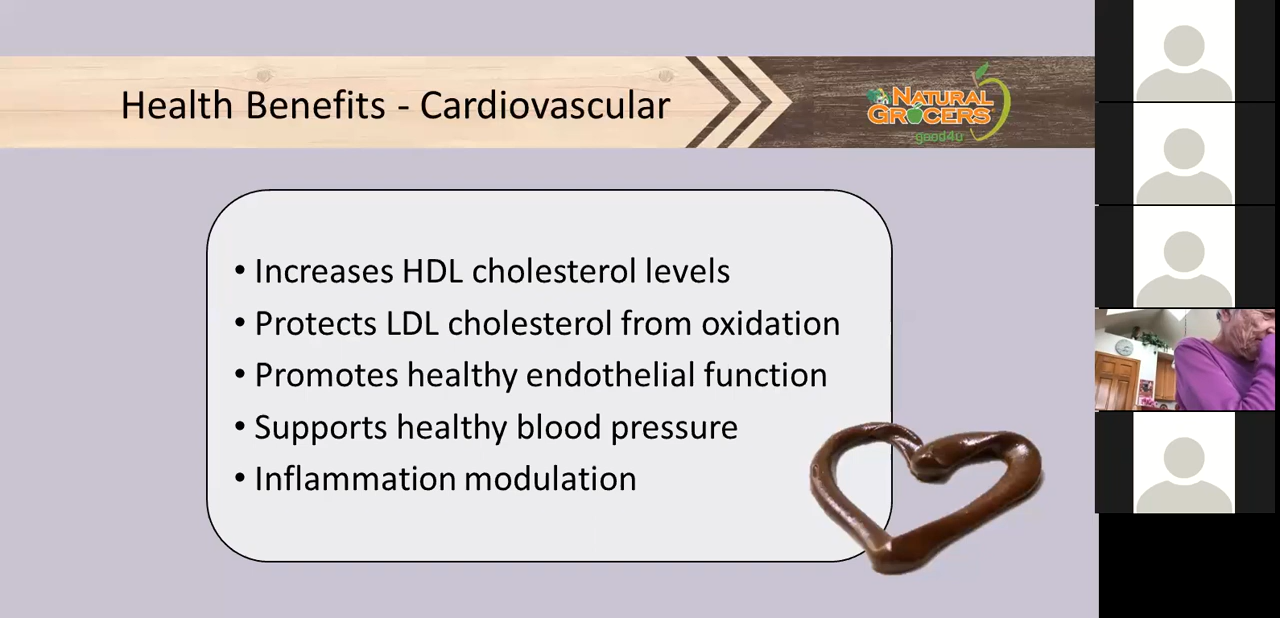 Health Benefits - Cardiovascular
NATURAL
GROCERS
good4u
• Increases HDL cholesterol levels
• Protects LDL cholesterol from oxidation
• Promotes healthy endothelial function
• Supports healthy blood pressure
• Inflammation modulation